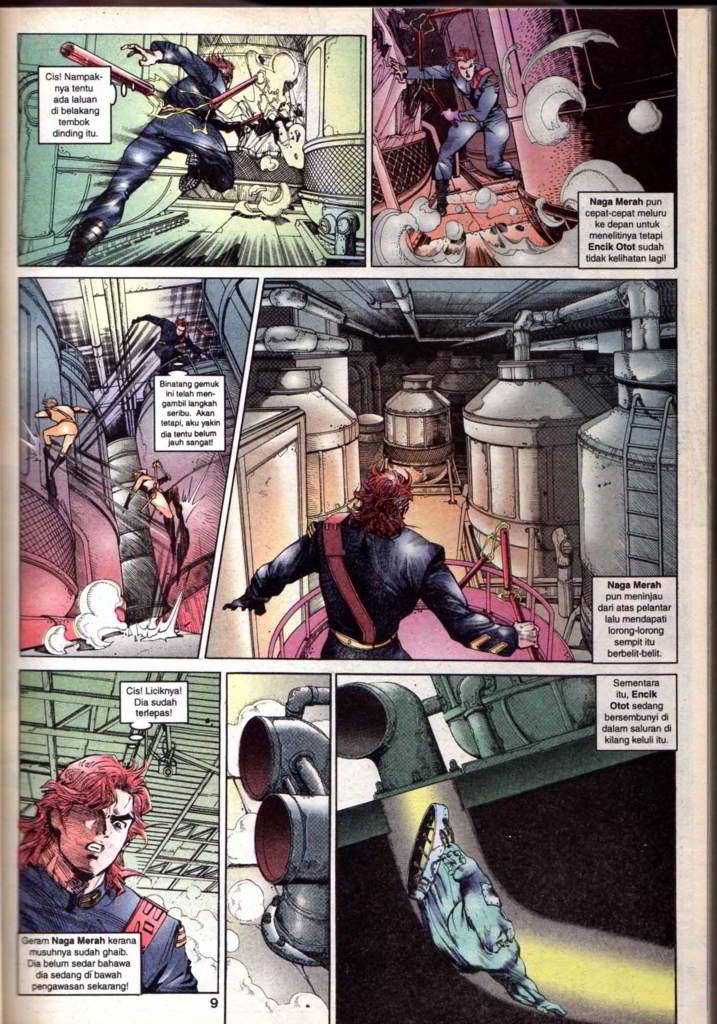 Cis! Nampak-
nya tentu
ada laluan
di belakang
tembok
dinding itu.
Naga Merah pun
cepat-cepat meluru
ke depan untuk
menelitinya tetapi
Encik Otot sudah
tidak kelihatan lagi!
Binatang gemuk
ini telah men-
gambil langkah
seribu. Akan
tetapi, aku yakin
dia tentu belum
jauh sangat!
Naga Merah
pun meninjau
dari atas pelantar
lalu mendapati
lorong-lorong
sempit itu
berbelit-belit.
Cis! Liciknya!
Dia sudah
terlepas!
Geram Naga Merah kerana
musuhnya sudah ghaib.
Dia belum sedar bahawa
dia sedang di bawah
pengawasan sekarang!
Sementara
itu, Encik
Otot sedang
bersembunyi di
dalam saluran di
kilang keluli itu.
9